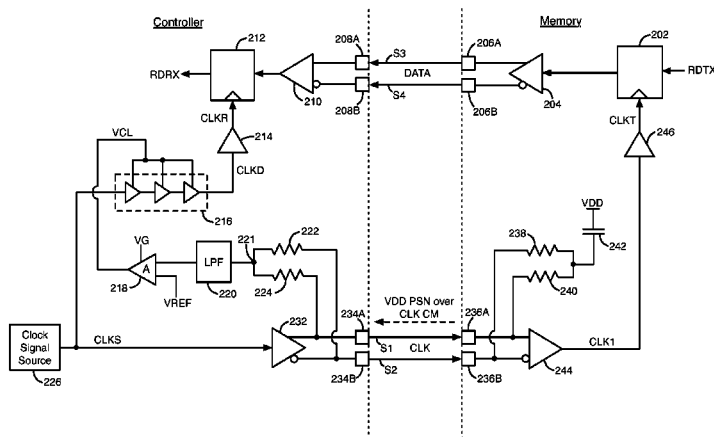 Controller
Memory
212
208A
206A
202
S3
RDRX
DATA
RDTX
210
S4
204
208B
206B
CLKR
CLKT
VCL
214
246
CLKD
216
VDD
222
238
VG
221
242
A
LPF
218
224
240
VREF
220
232
234A
VDD PSN over
CLK CM
236A
Clock
Signal
Source
CLKS
S1
CLK
CLK1
S2
226
234B
236B
244